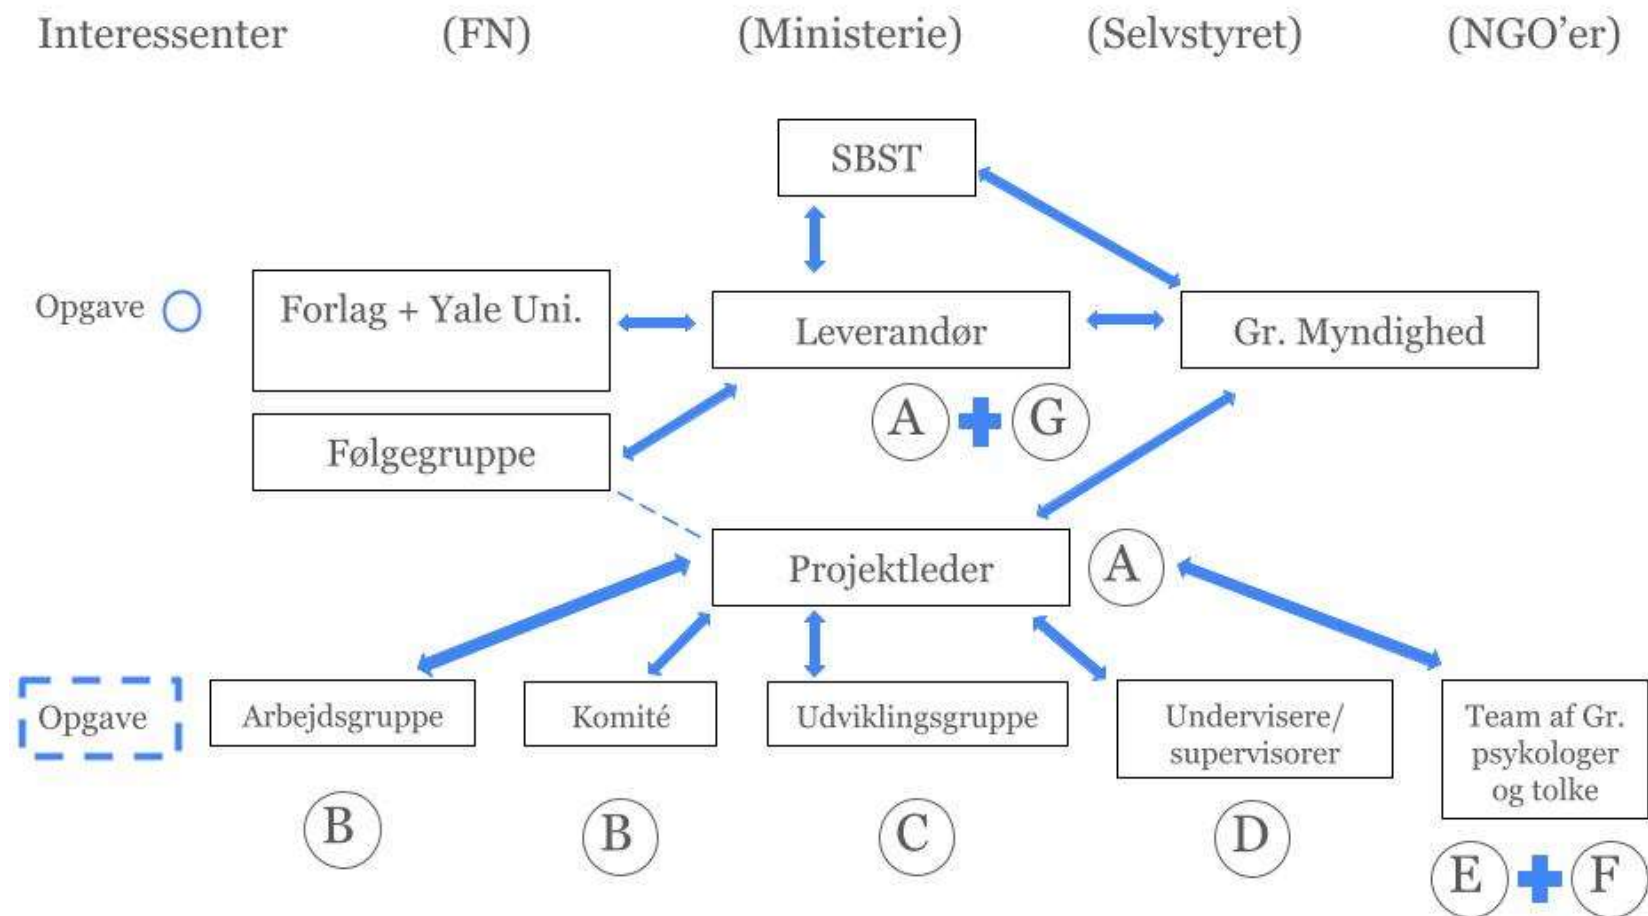 Interessenter (FN) (Ministerie) (Selvstyret) (NGO’er)
SBST
Opgave
Forlag + Yale Uni.
Leverandør
Gr. Myndighed
A
G
Følgegruppe
Projektleder
A
Opgave
Arbejdsgruppe
Komité
Udviklingsgruppe
Undervisere/
supervisorer
Team af Gr.
psykologer
og tolke
B
B
C
D
E
F